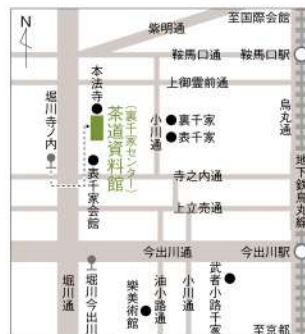 N
至国際会館
紫明通
鞍馬口通
鞍馬口駅
上御霊前通
本法寺
堀川寺ノ内
茶道資料館
(裏千家センター)
小川通
裏千家
表千家
烏丸通
地下鉄烏丸線
表千家会館
寺之内通
上立売通
今出川通
今出川駅
堀川通
堀川今出川
樂美術館
油小路通
小川通
武者小路千家
至京都